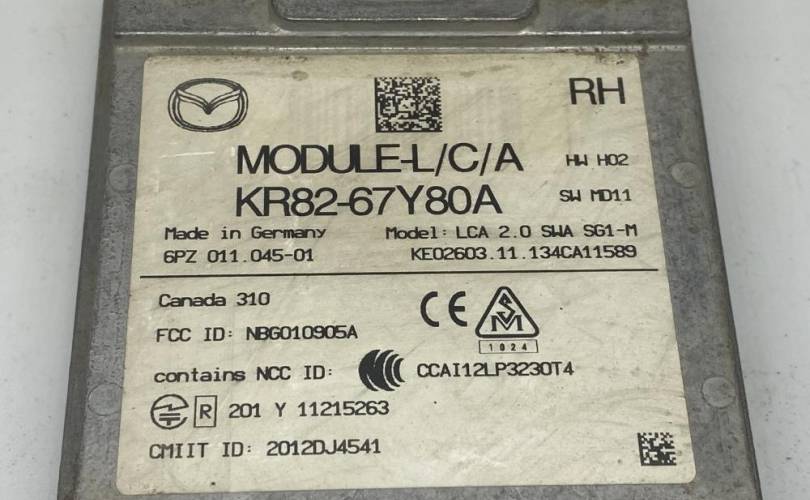 RH
MODULE-L/C/A HW H02
KR82-67Y80A SW MD11
Made in Germany Model: LCA 2.0 SWA SG1-M
6PZ 011.045-01 KE02603.11.134CA11589
Canada 310
CE
FCC ID: NBG010905A
1024
contains NCC ID: CCAI12LP3230T4
R 201 Y 11215263
CMIIT ID: 2012DJ4541